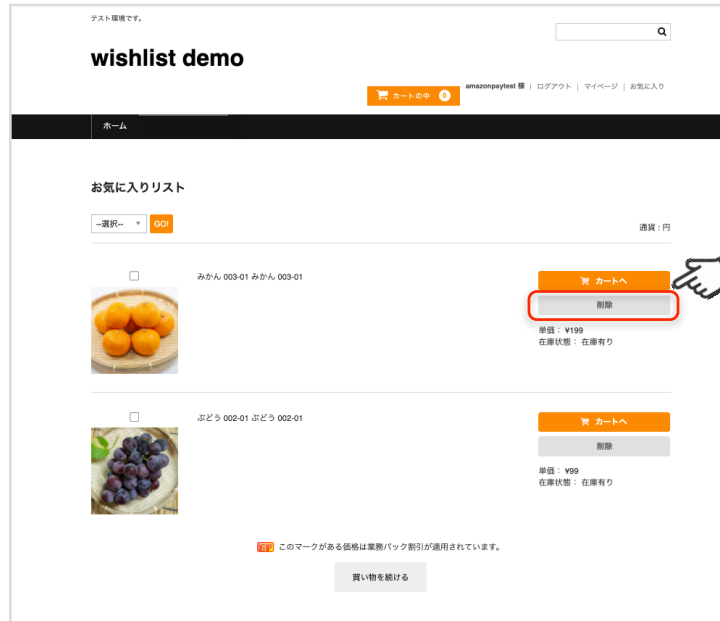 テスト環境です。
wishlist demo
カートの中 0
amazonpaytest 様 | ログアウト | マイページ | お気に入り
ホーム
お気に入りリスト
--選択-- GO!
通貨 : 円
みかん 003-01 みかん 003-01
カートへ
削除
単価： ¥199
在庫状態： 在庫有り
ぶどう 002-01 ぶどう 002-01
カートへ
削除
単価： ¥99
在庫状態： 在庫有り
このマークがある価格は業務パック割引が適用されています。
買い物を続ける